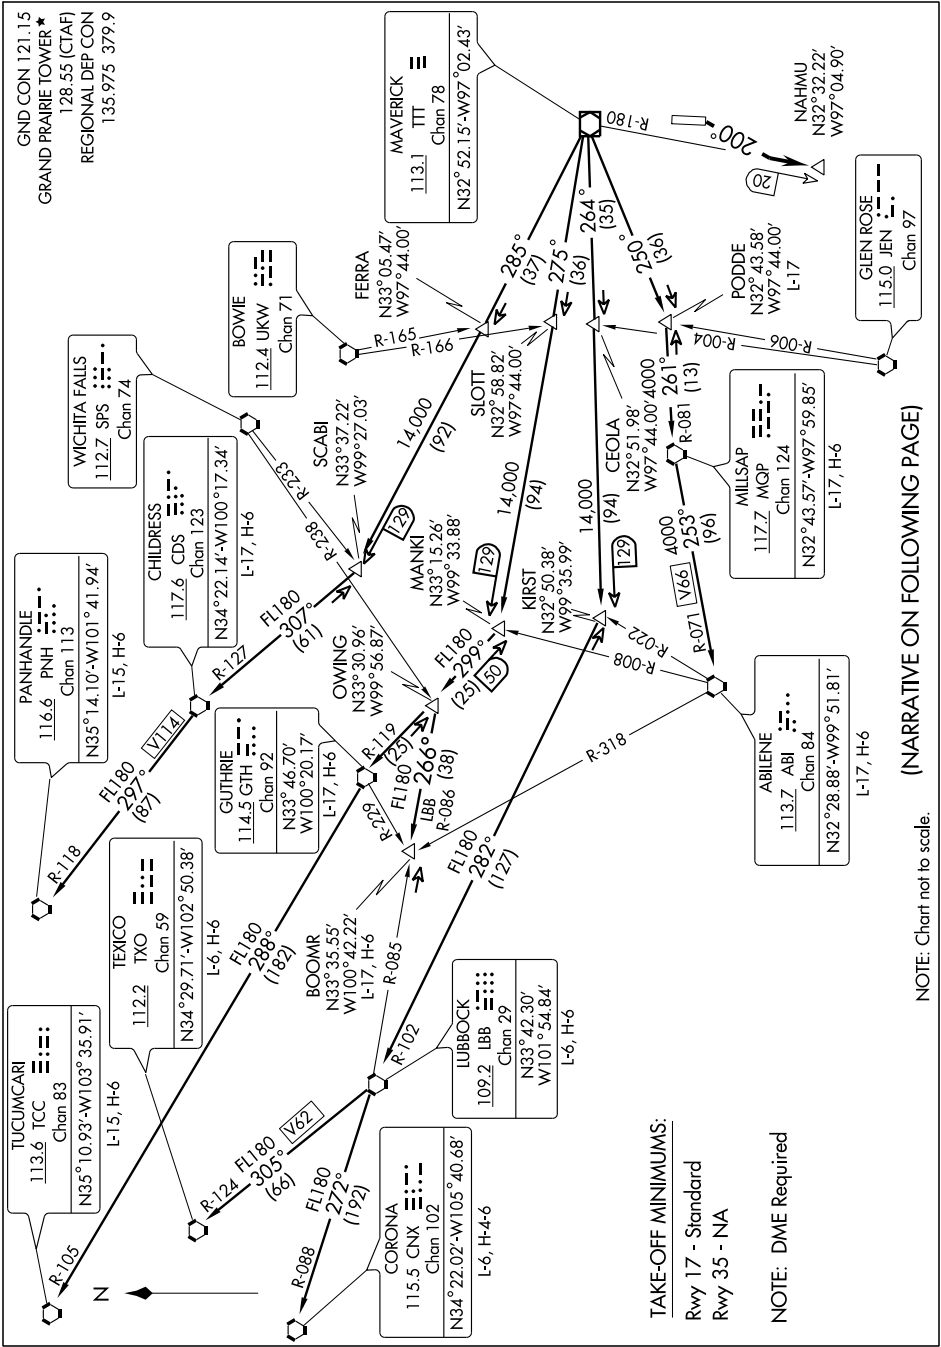 GND CON 121.15
GRAND PRAIRIE TOWER★
128.55 (CTAF)
REGIONAL DEP CON
135.975 379.9
TUCUMCARI
113.6 TCC
Chan 83
N35°10.93′-W103°35.91′
L-15, H-6
PANHANDLE
116.6 PNH
Chan 113
N35°14.10′-W101°41.94′
L-15, H-6
WICHITA FALLS
112.7 SPS
Chan 74
TEXICO
112.2 TXO
Chan 59
N34°29.71′-W102°50.38′
L-6, H-6
CHILDRESS
117.6 CDS
Chan 123
N34°22.14′-W100°17.34′
L-17, H-6
BOWIE
112.4 UKW
Chan 71
MAVERICK
113.1 TTT
Chan 78
N32°52.15′-W97°02.43′
GUTHRIE
114.5 GTH
Chan 92
N33°46.70′
W100°20.17′
L-17, H-6
SCABI
N33°37.22′
W99°27.03′
FERRA
N33°05.47′
W97°44.00′
OWING
N33°30.96′
W99°56.87′
BOOMR
N33°35.55′
W100°42.22′
L-17, H-6
MANKI
N33°15.26′
W99°33.88′
SLOTT
N32°58.82′
W97°44.00′
KIRST
N32°50.38′
W99°35.99′
CEOLA
N32°51.98′
W97°44.00′
PODDE
N32°43.58′
W97°44.00′
L-17
NAHMU
N32°32.22′
W97°04.90′
LUBBOCK
109.2 LBB
Chan 29
N33°42.30′
W101°54.84′
L-6, H-6
CORONA
115.5 CNX
Chan 102
N34°22.02′-W105°40.68′
L-6, H-4-6
ABILENE
113.7 ABI
Chan 84
N32°28.88′-W99°51.81′
L-17, H-6
MILLSAP
117.7 MQP
Chan 124
N32°43.57′-W97°59.85′
L-17, H-6
GLEN ROSE
115.0 JEN
Chan 97
R-105
FL180
288°
(182)
R-118
FL180
297°
(87)
V114
R-127
FL180
307°
(61)
R-233
R-238
14,000
(92)
129
285°
(37)
R-165
R-166
275°
(36)
264°
(35)
250°
(36)
R-180
200°
20
R-119
(25)
FL180
266°
(38)
LBB
R-086
R-229
FL180
299°
(25)
50
129
14,000
(94)
14,000
(94)
129
R-124
FL180
305°
(66)
V62
R-088
FL180
272°
(192)
R-085
R-102
FL180
282°
(127)
R-318
R-008
R-022
R-071
V66
4000
253°
(96)
R-081
4000
261°
(13)
R-004
R-006
N
TAKE-OFF MINIMUMS:
Rwy 17 - Standard
Rwy 35 - NA
NOTE: DME Required
(NARRATIVE ON FOLLOWING PAGE)
NOTE: Chart not to scale.